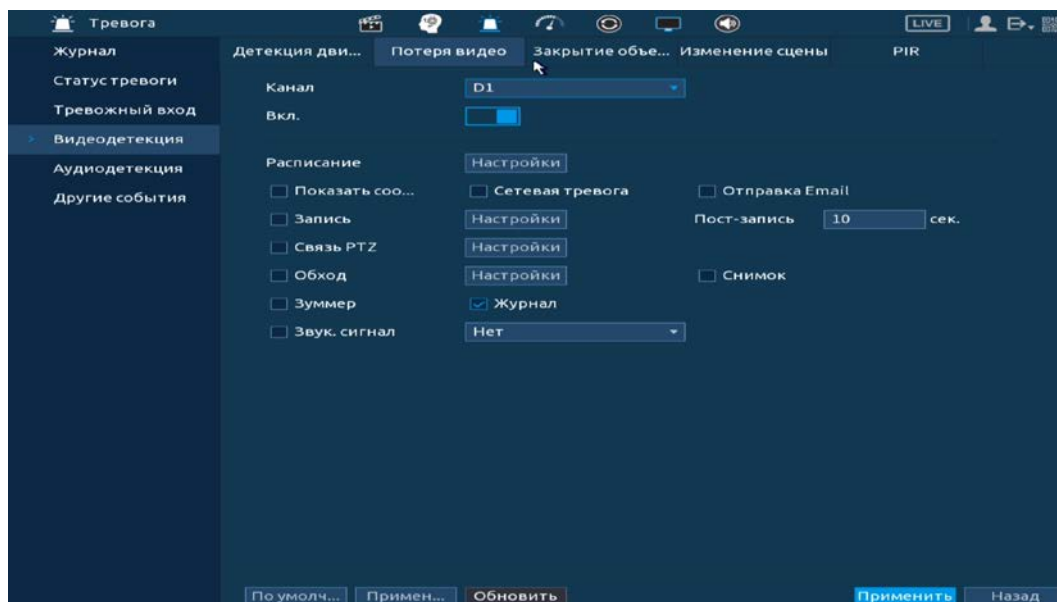 Тревога LIVE
Журнал
Статус тревоги
Тревожный вход
Видеодетекция
Аудиодетекция
Другие события
Детекция дви... Потеря видео Закрытие объе... Изменение сцены PIR
Канал D1
Вкл.
Расписание Настройки
Показать соо... Сетевая тревога Отправка Email
Запись Настройки Пост-запись 10 сек.
Связь PTZ Настройки
Обход Настройки Снимок
Зуммер Журнал
Звук. сигнал Нет
По умолч... Примен... Обновить Применить Назад